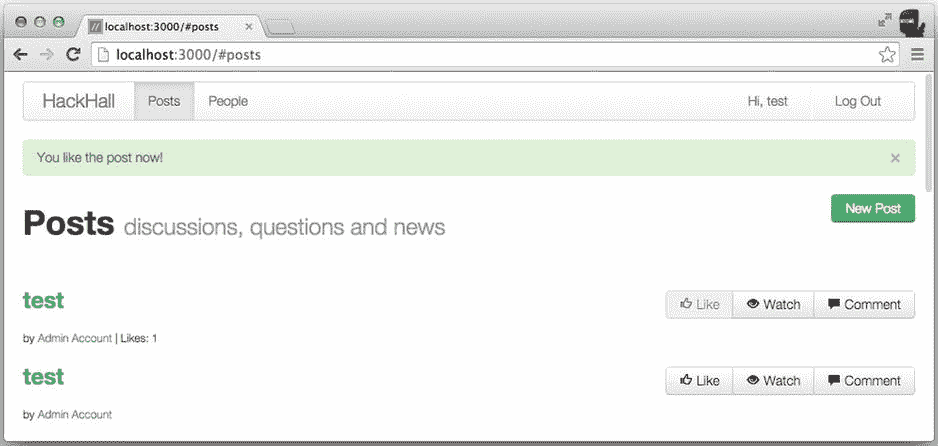 localhost:3000/#posts
localhost:3000/#posts
HackHall Posts People Hi, test Log Out
You like the post now! ×
New Post
Posts discussions, questions and news
test Like Watch Comment
by Admin Account | Likes: 1
test Like Watch Comment
by Admin Account